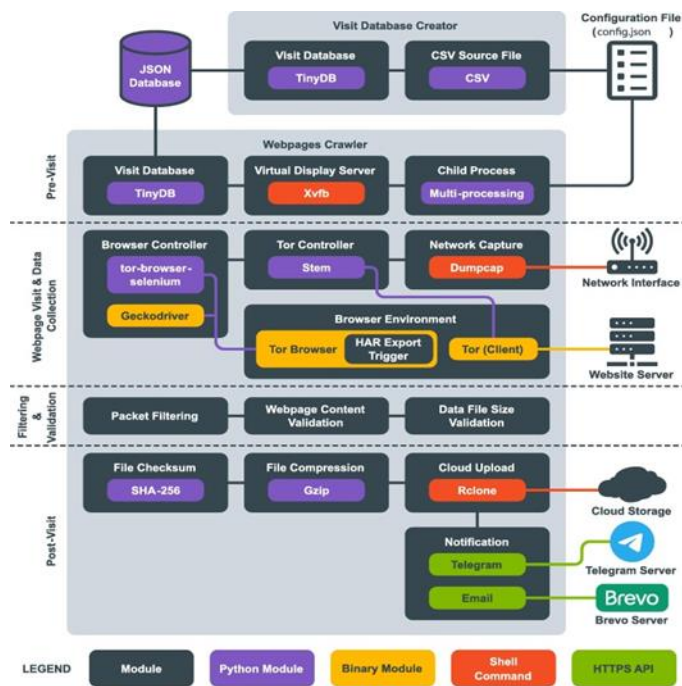 Visit Database Creator
Configuration File
(config.json )
JSON
Database
Visit Database
TinyDB
CSV Source File
CSV
Webpages Crawler
Pre-Visit
Visit Database
TinyDB
Virtual Display Server
Xvfb
Child Process
Multi-processing
Webpage Visit & Data
Collection
Browser Controller
tor-browser-
selenium
Geckodriver
Tor Controller
Stem
Network Capture
Dumpcap
Network Interface
Browser Environment
Tor Browser
HAR Export
Trigger
Tor (Client)
Website Server
Filtering
&
Validation
Packet Filtering
Webpage Content
Validation
Data File Size
Validation
Post-Visit
File Checksum
SHA-256
File Compression
Gzip
Cloud Upload
Rclone
Cloud Storage
Notification
Telegram
Telegram Server
Email
Brevo
Brevo Server
LEGEND
Module
Python Module
Binary Module
Shell
Command
HTTPS API